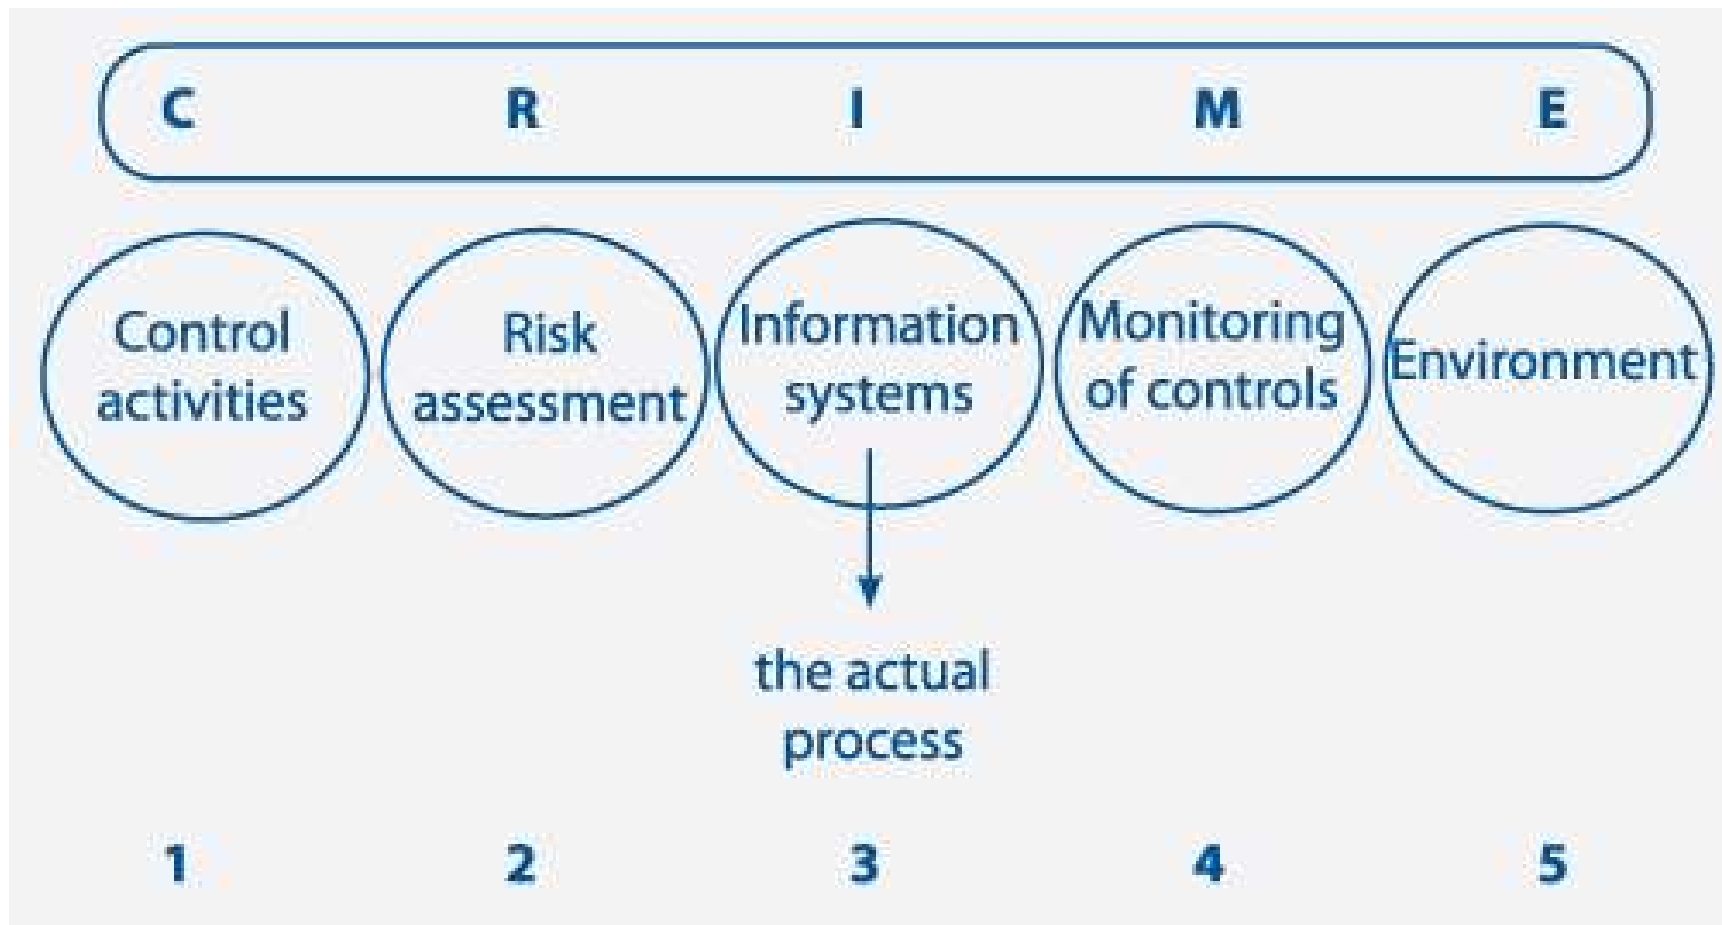 C R I M E
Control
activities
Risk
assessment
Information
systems
Monitoring
of controls
Environment
the actual
process
1 2 3 4 5